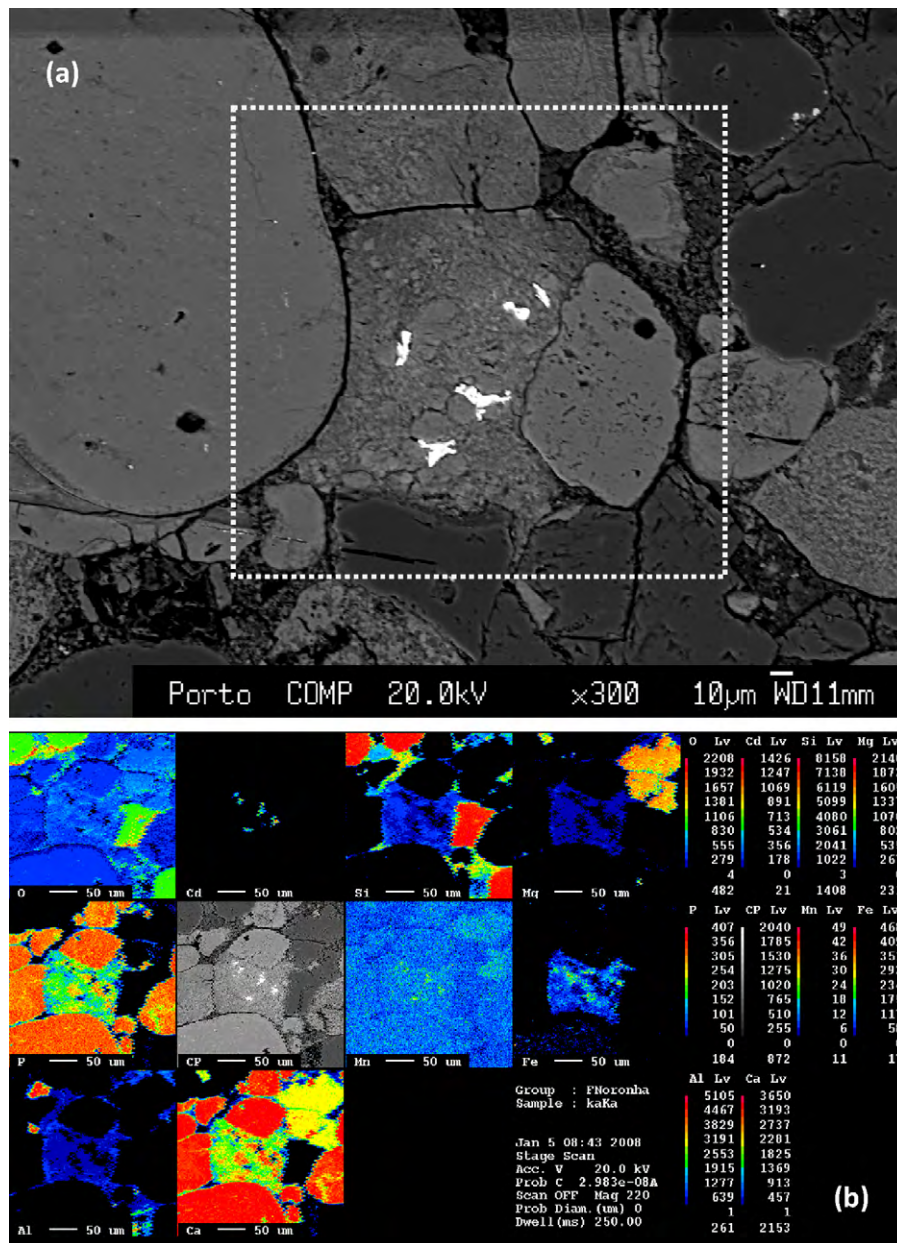 (a)
Porto COMP 20.0kV ×300 10μm WD11mm
O Lv Cd Lv Si Lv Mg Lv
2208 1426 8158
1932 1247 7138
1657 1069 6119
1381 891 5099
1106 713 4080
830 534 3061
555 356 2041
279 178 1022
4 0 3
482 21 1408
O 50 um Cd 50 um Si 50 um Mg 50 um
P Lv CP Lv Mn Lv Fe Lv
407 2040 49
356 1785 42
305 1530 36
254 1275 30
203 1020 24
152 765 18
101 510 12
50 255 6
0 0 0
184 872 11
P 50 um CP 50 um Mn 50 um Fe 50 um
Al Lv Ca Lv
5105 3650
4467 3193
3829 2737
3191 2281
2553 1825
1915 1369
1277 913
639 457
1 1
261 2153
Group : FNoronha
Sample : kaKa
Jan 5 08:43 2008
Stage Scan
Acc. V 20.0 kV
Prob C 2.983e-08A
Scan OFF Mag 220
Prob Diam.(um) 0
Dwell(ms) 250.00
Al 50 um Ca 50 um
(b)